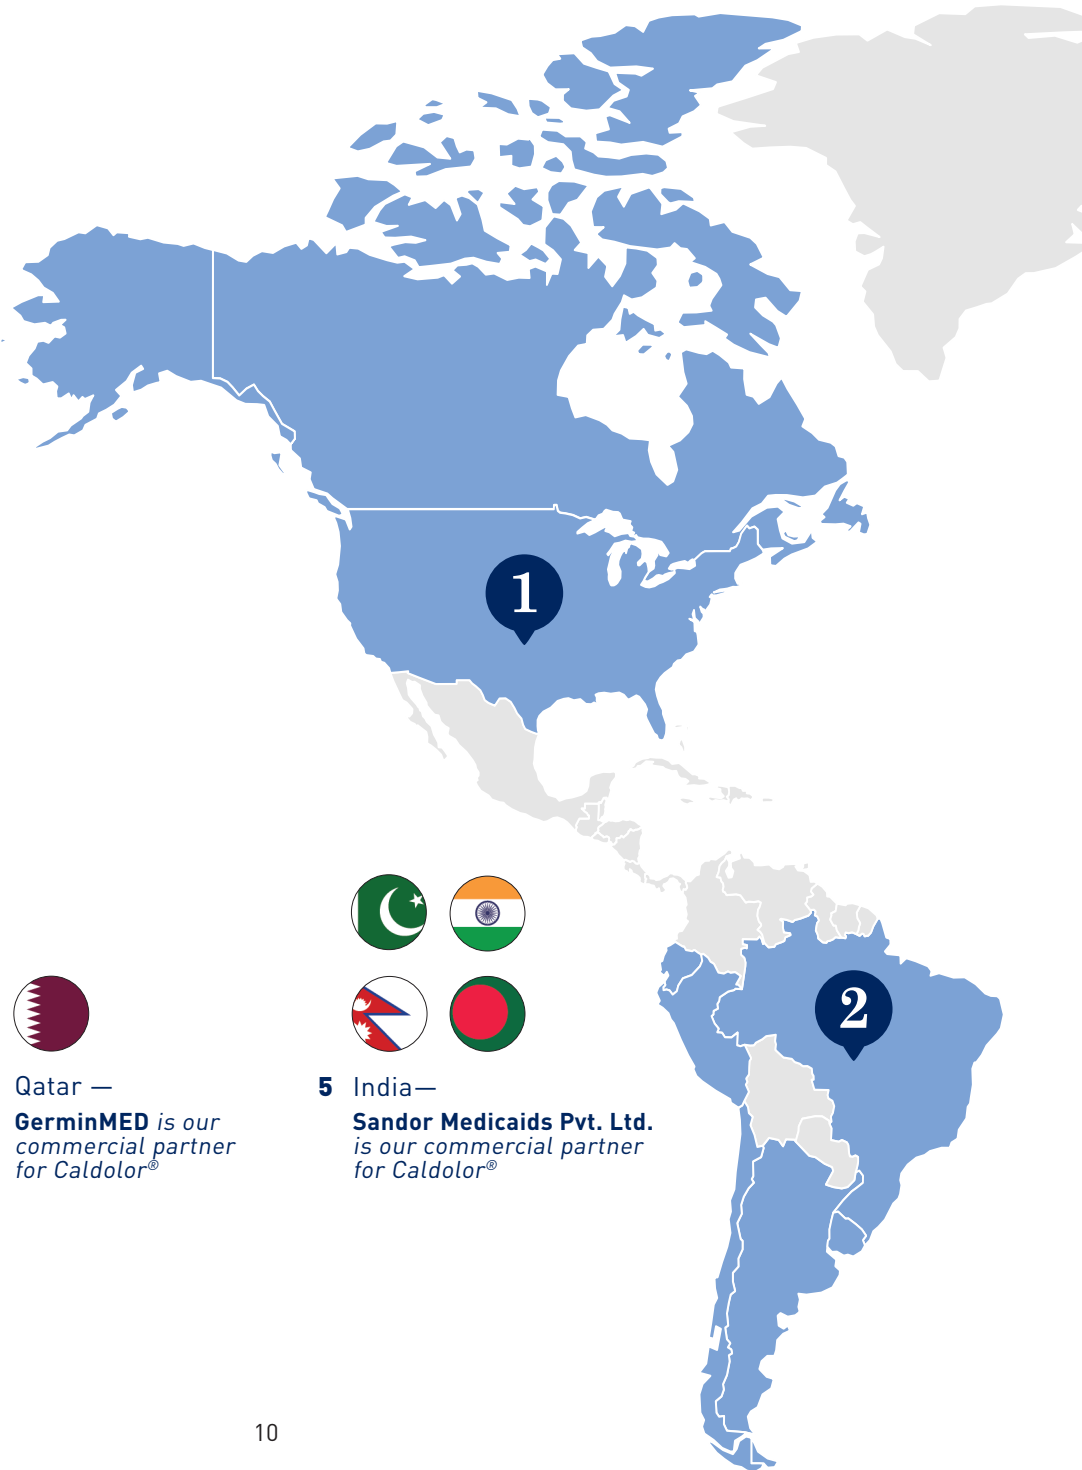 1
2
Qatar —
GerminMED is our
commercial partner
for Caldolor®
5 India—
Sandor Medicaids Pvt. Ltd.
is our commercial partner
for Caldolor®
10